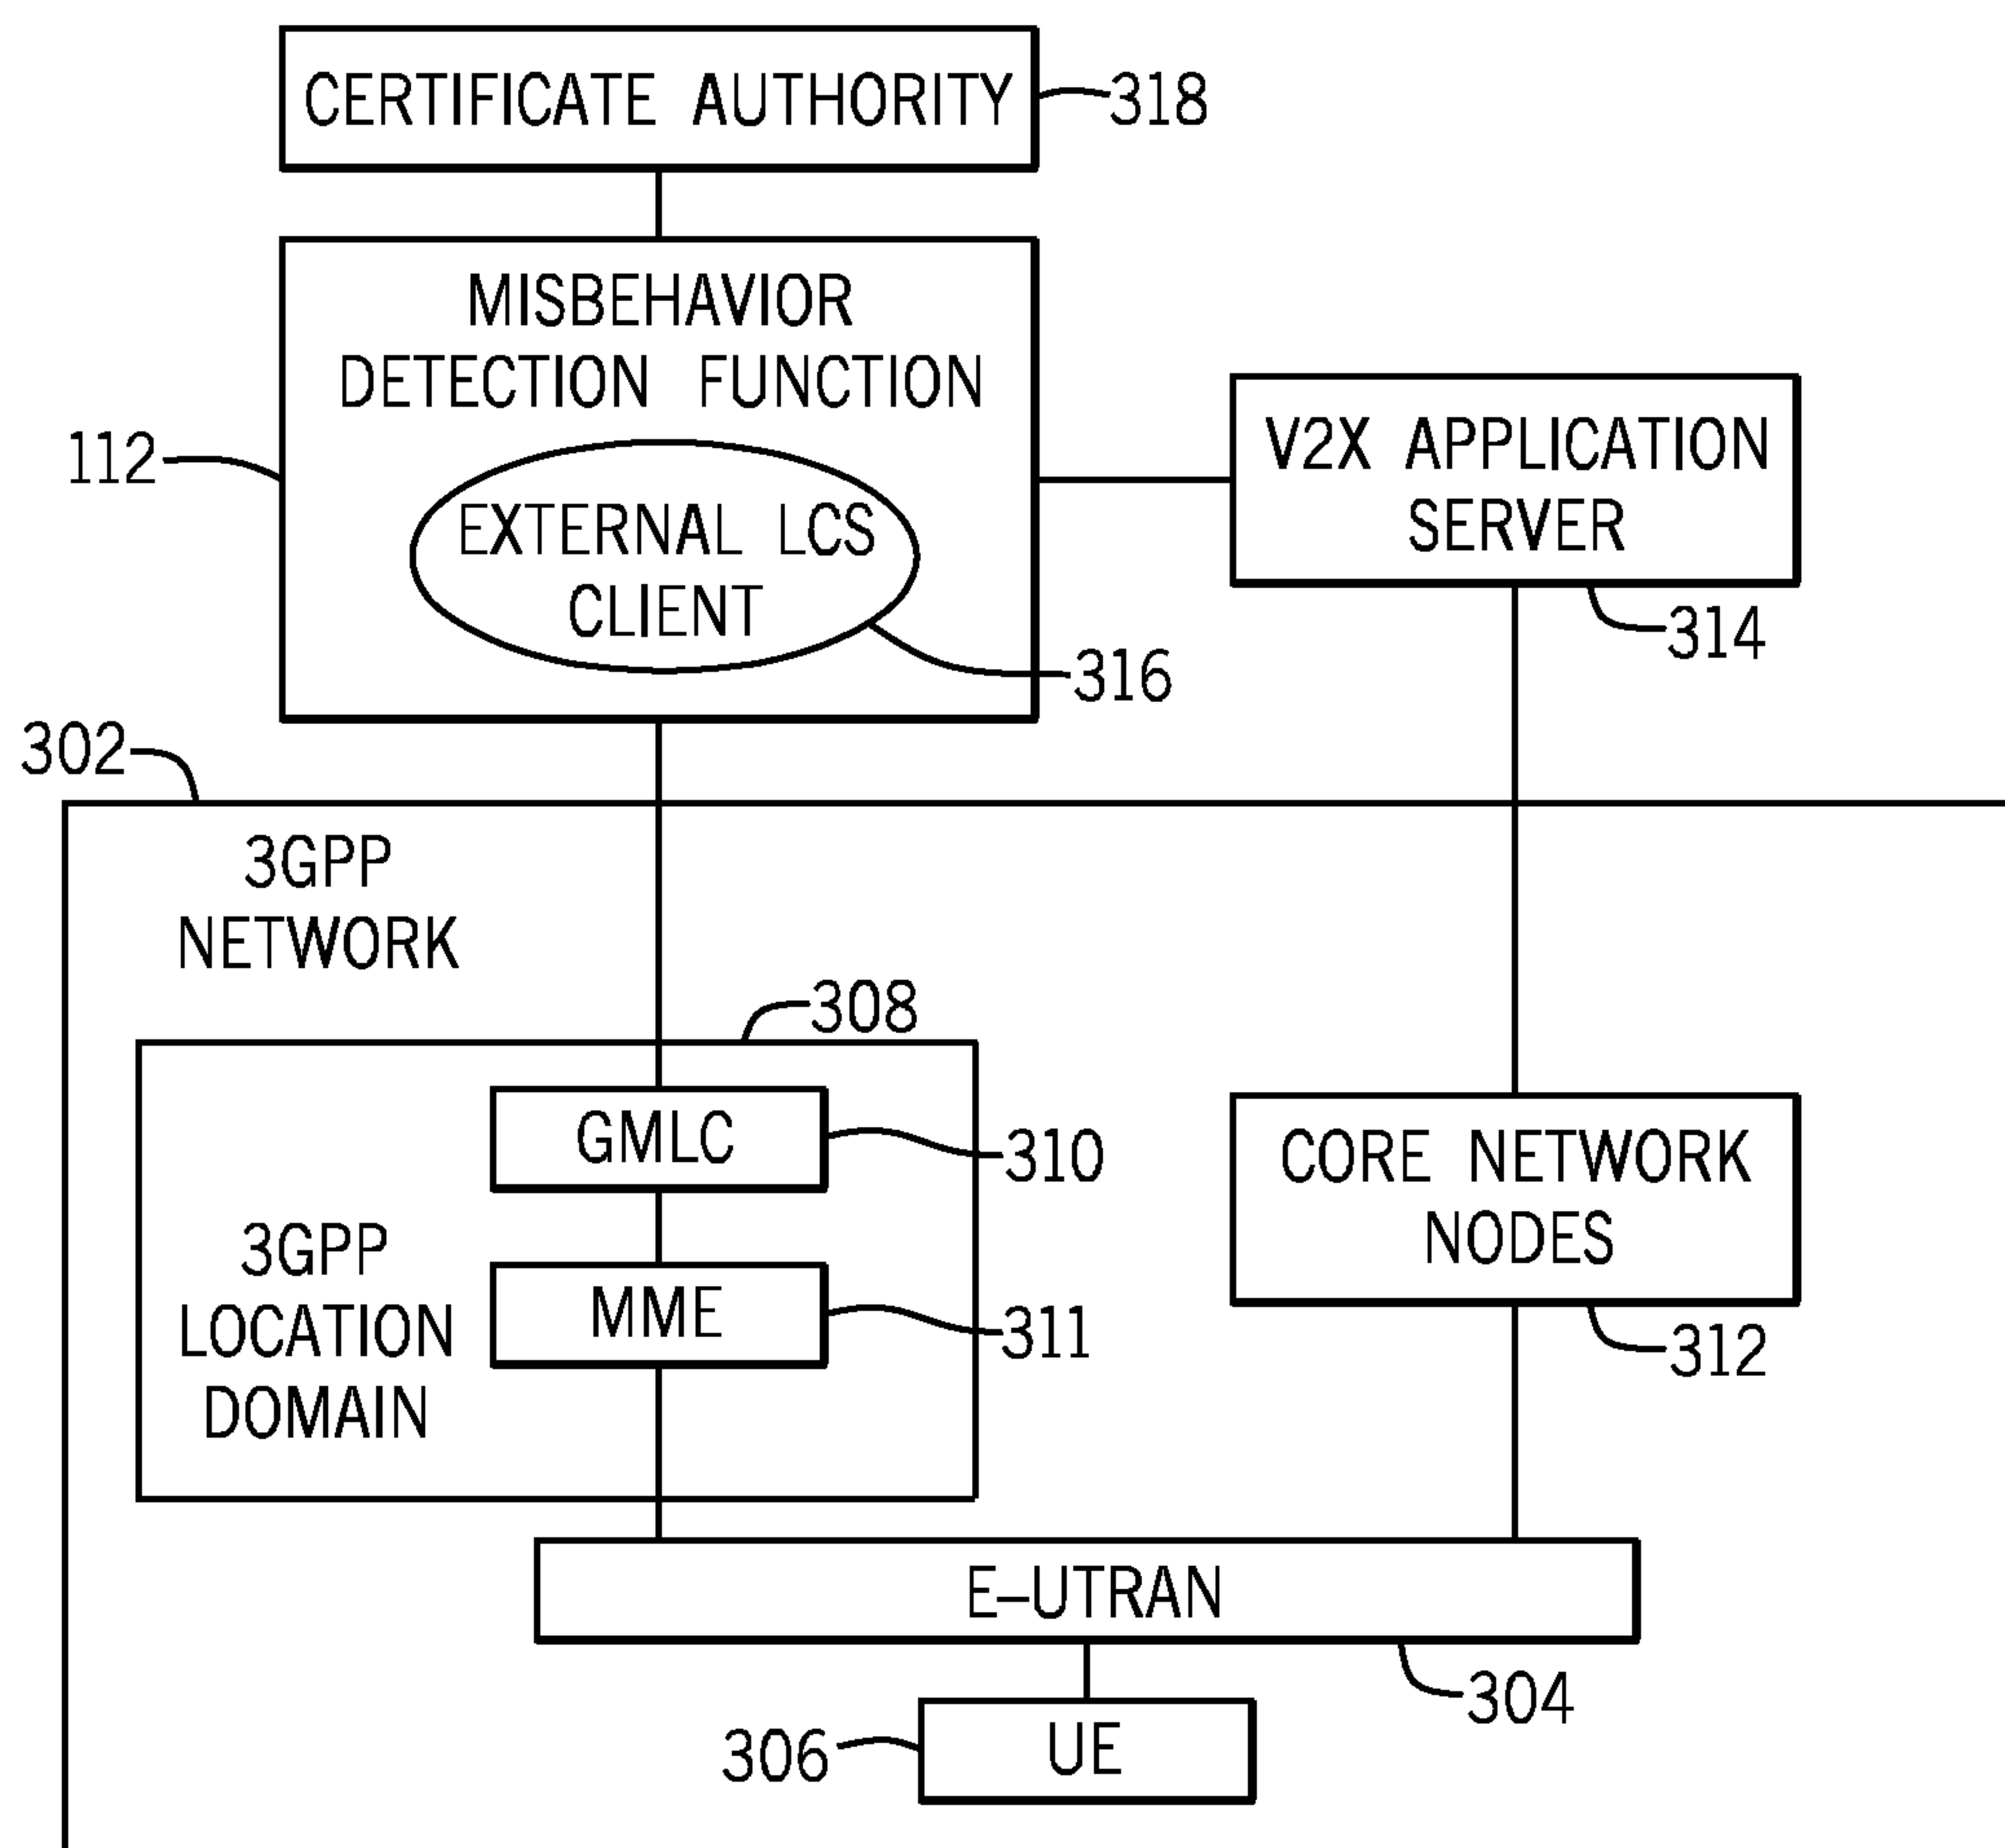 CERTIFICATE AUTHORITY
318
MISBEHAVIOR
DETECTION FUNCTION
112
EXTERNAL LCS
CLIENT
316
V2X APPLICATION
SERVER
314
302
3GPP
NETWORK
308
GMLC
310
3GPP
LOCATION
DOMAIN
MME
311
CORE NETWORK
NODES
312
E-UTRAN
304
306
UE